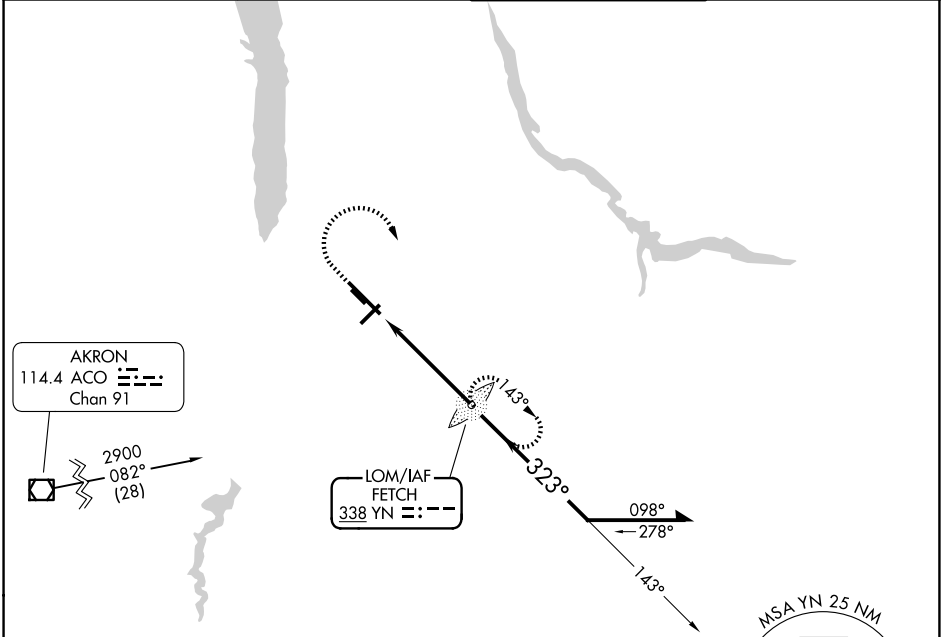 AKRON
114.4 ACO
Chan 91
2900
082°
(28)
143°
LOM/IAF
FETCH
338 YN
323°
098°
278°
143°
MSA YN 25 NM